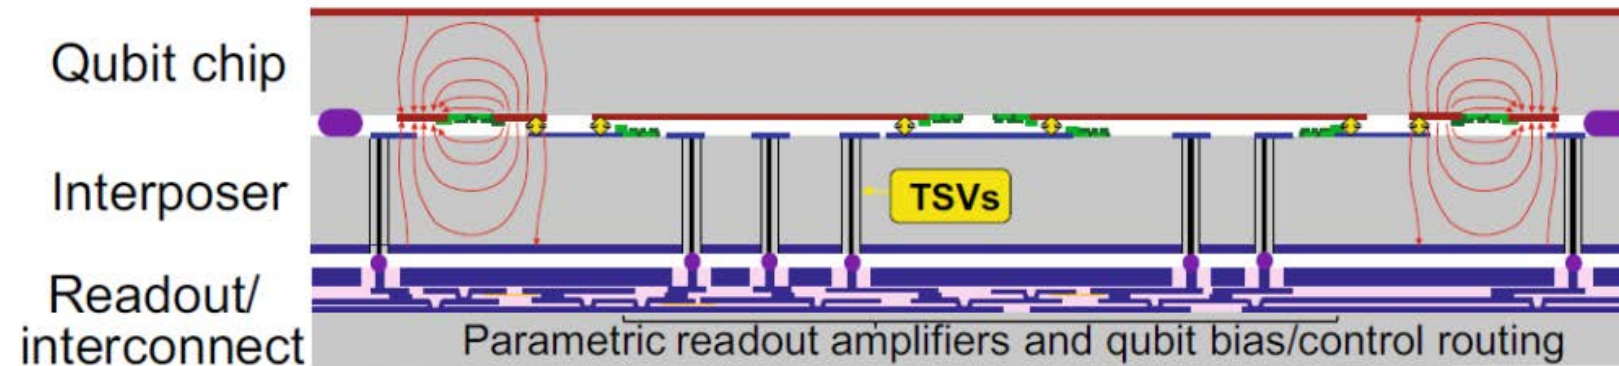 Qubit chip
Interposer
TSVs
Readout/
interconnect
Parametric readout amplifiers and qubit bias/control routing